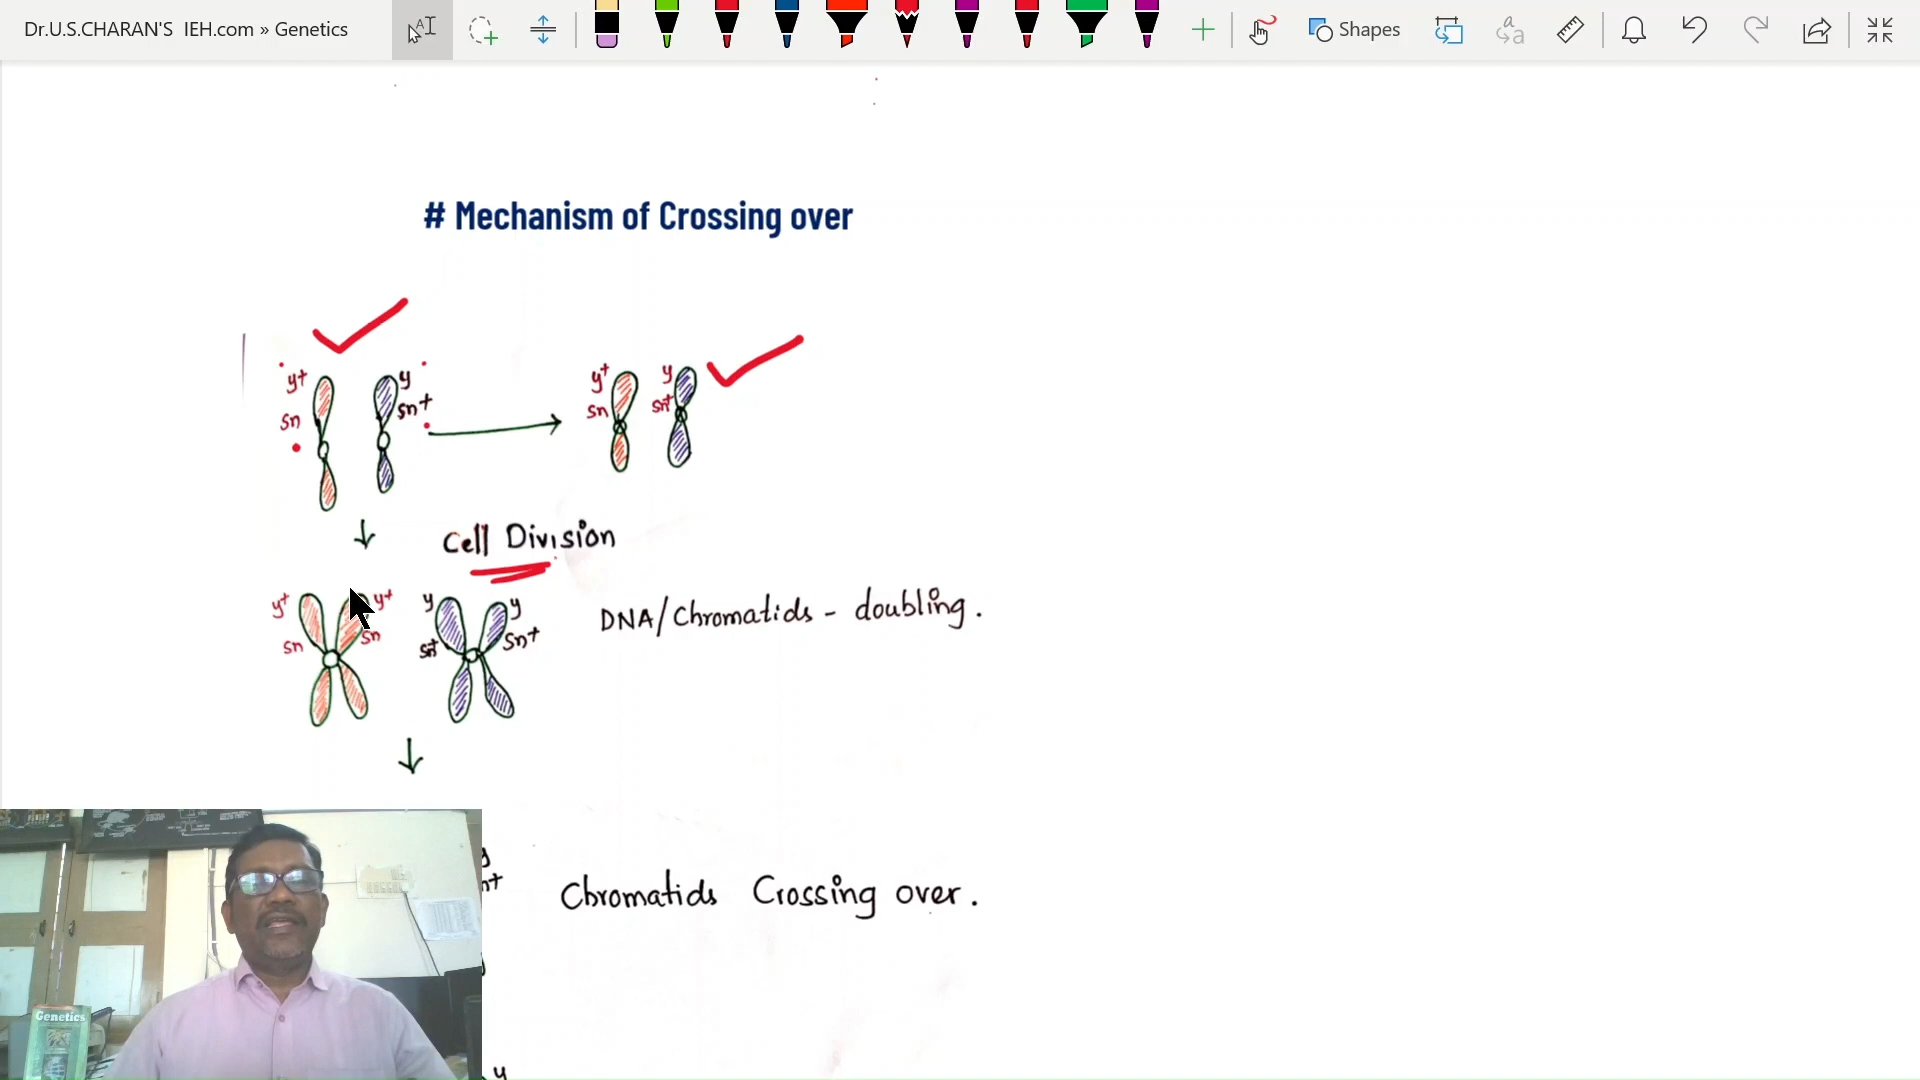 Dr.U.S.CHARAN'S IEH.com » Genetics
Shapes
# Mechanism of Crossing over
y+ y
sn sn+
y+ y
sn sn+
Cell Division
y+ y+ y y
sn sn sn+ sn+
DNA/Chromatids - doubling.
y
n+
Chromatids Crossing over.
Genetics
y